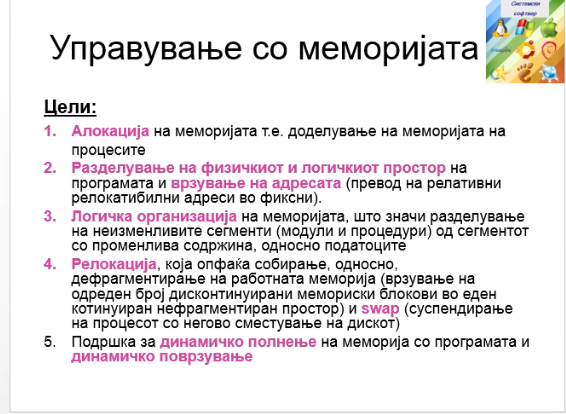 Системски
софтвер
Управување со меморијата
Цели:
1. Алокација на меморијата т.е. доделување на меморијата на
процесите
2. Разделување на физичкиот и логичкиот простор на
програмата и врзување на адресата (превод на релативни
релокатибилни адреси во фиксни).
3. Логичка организација на меморијата, што значи разделување
на неизменливите сегменти (модули и процедури) од сегментот
со променлива содржина, односно податоците
4. Релокација, која опфаќа собирање, односно,
дефрагментирање на работната меморија (врзување на
одреден број дисконтинуирани мемориски блокови во еден
котинуиран нефрагментиран простор) и swap (суспендирање
на процесот со негово сместување на дискот)
5. Подршка за динамичко полнење на меморија со програмата и
динамичко поврзување